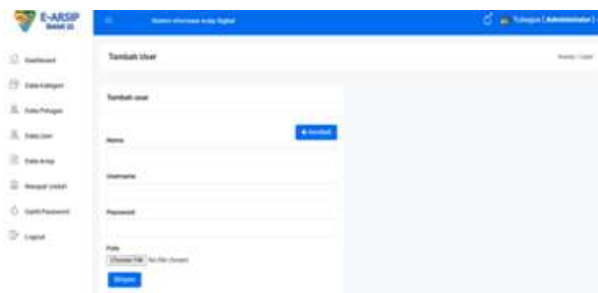 E-ARSIP
BANK JD
Sistem Informasi Arsip Digital
Tubagus ( Administrator )
Dashboard
Tambah User
Home / User
Data Kategori
Tambah user
Data Petugas
Kembali
Data User
Nama
Data Arsip
Riwayat Unduh
Username
Ganti Password
Password
Logout
Foto
Choose File No file chosen
Simpan